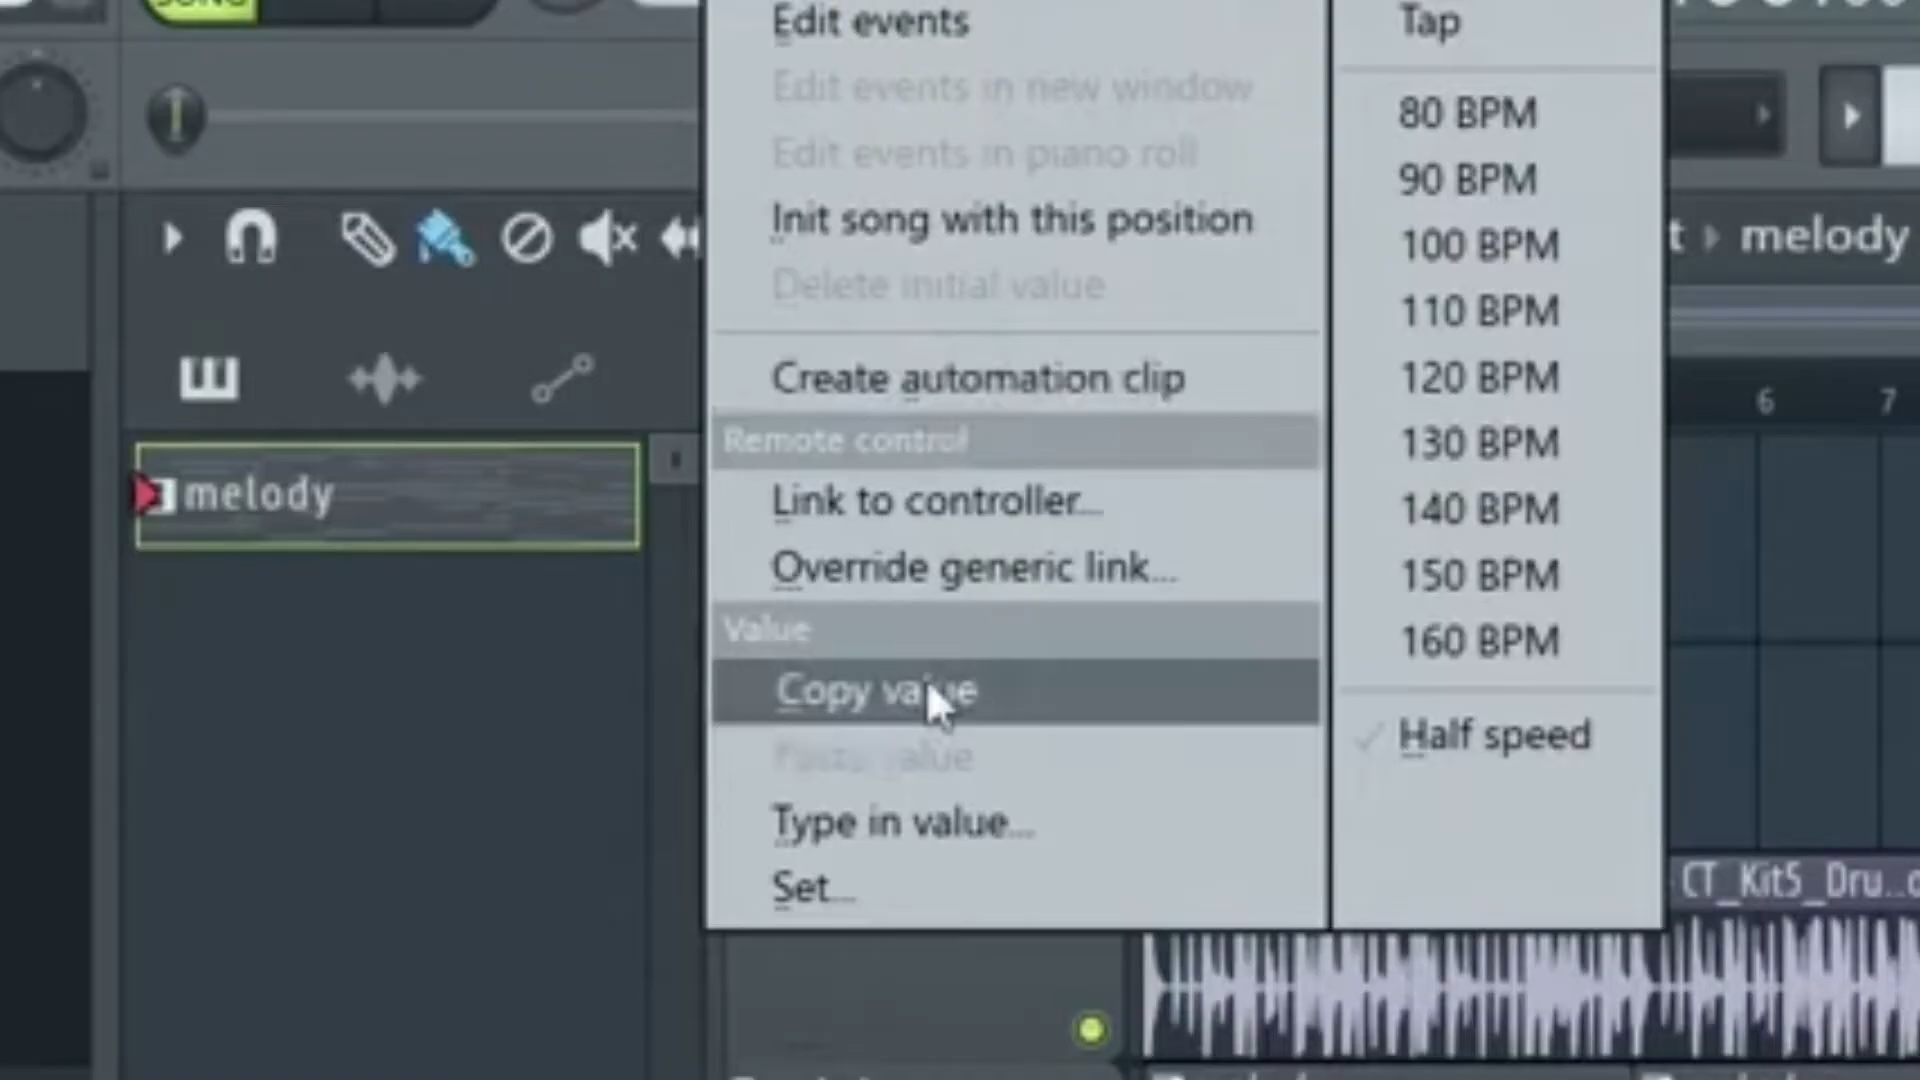 SONG
Edit events
Edit events in new window
Edit events in piano roll
Init song with this position
Delete initial value
Create automation clip
Remote control
Link to controller...
Override generic link...
Value
Copy value
Paste value
Type in value...
Set...
Tap
80 BPM
90 BPM
100 BPM
110 BPM
120 BPM
130 BPM
140 BPM
150 BPM
160 BPM
Half speed
melody
t melody
6 7
CT_Kit5_Dru..